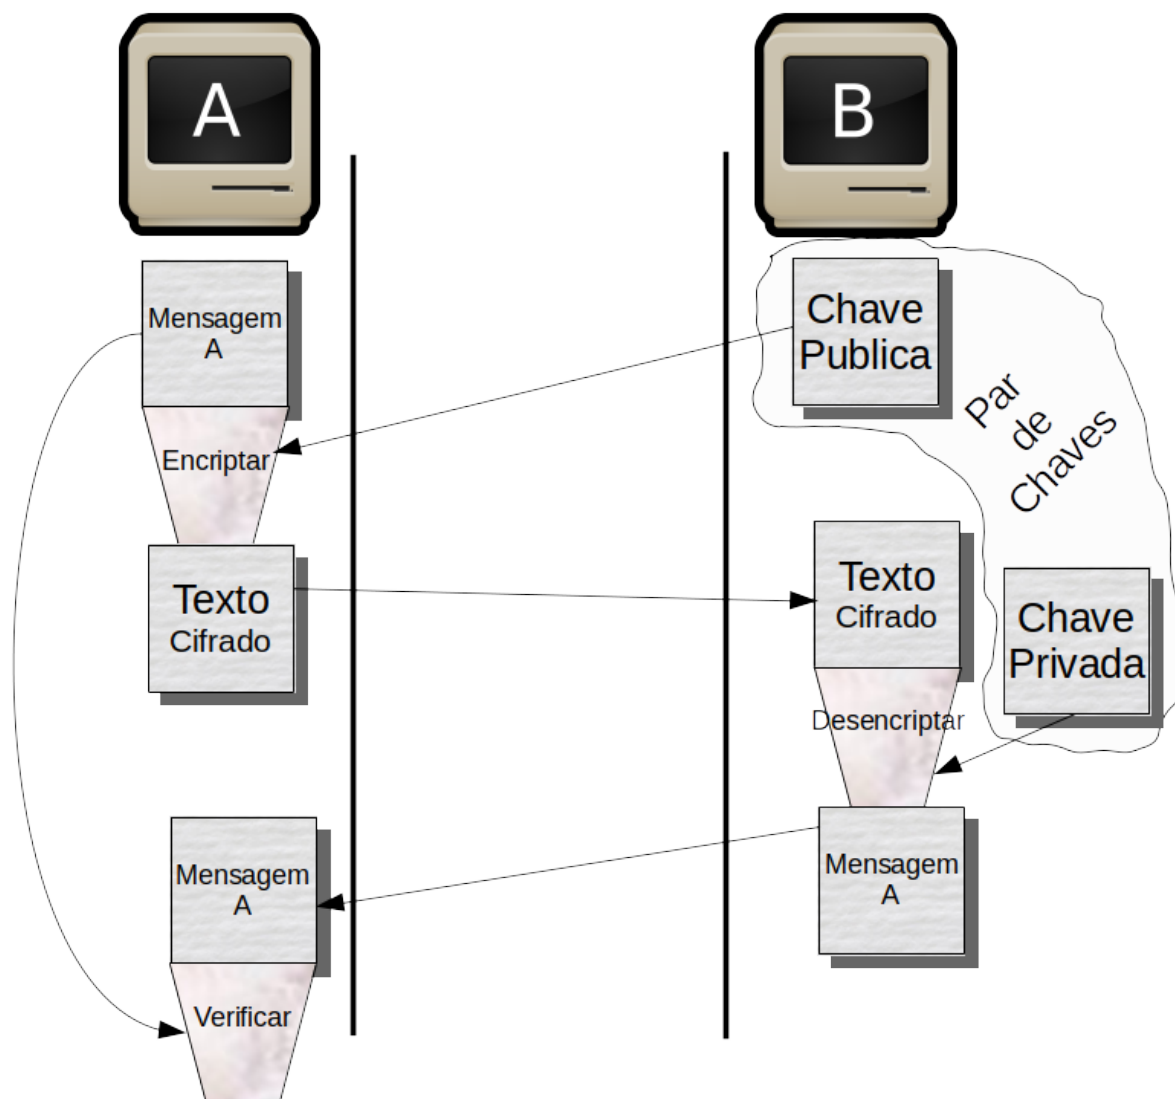 A
B
Mensagem
A
Chave
Publica
Encriptar
Par
de
Chaves
Texto
Cifrado
Texto
Cifrado
Chave
Privada
Desencriptar
Mensagem
A
Mensagem
A
Verificar